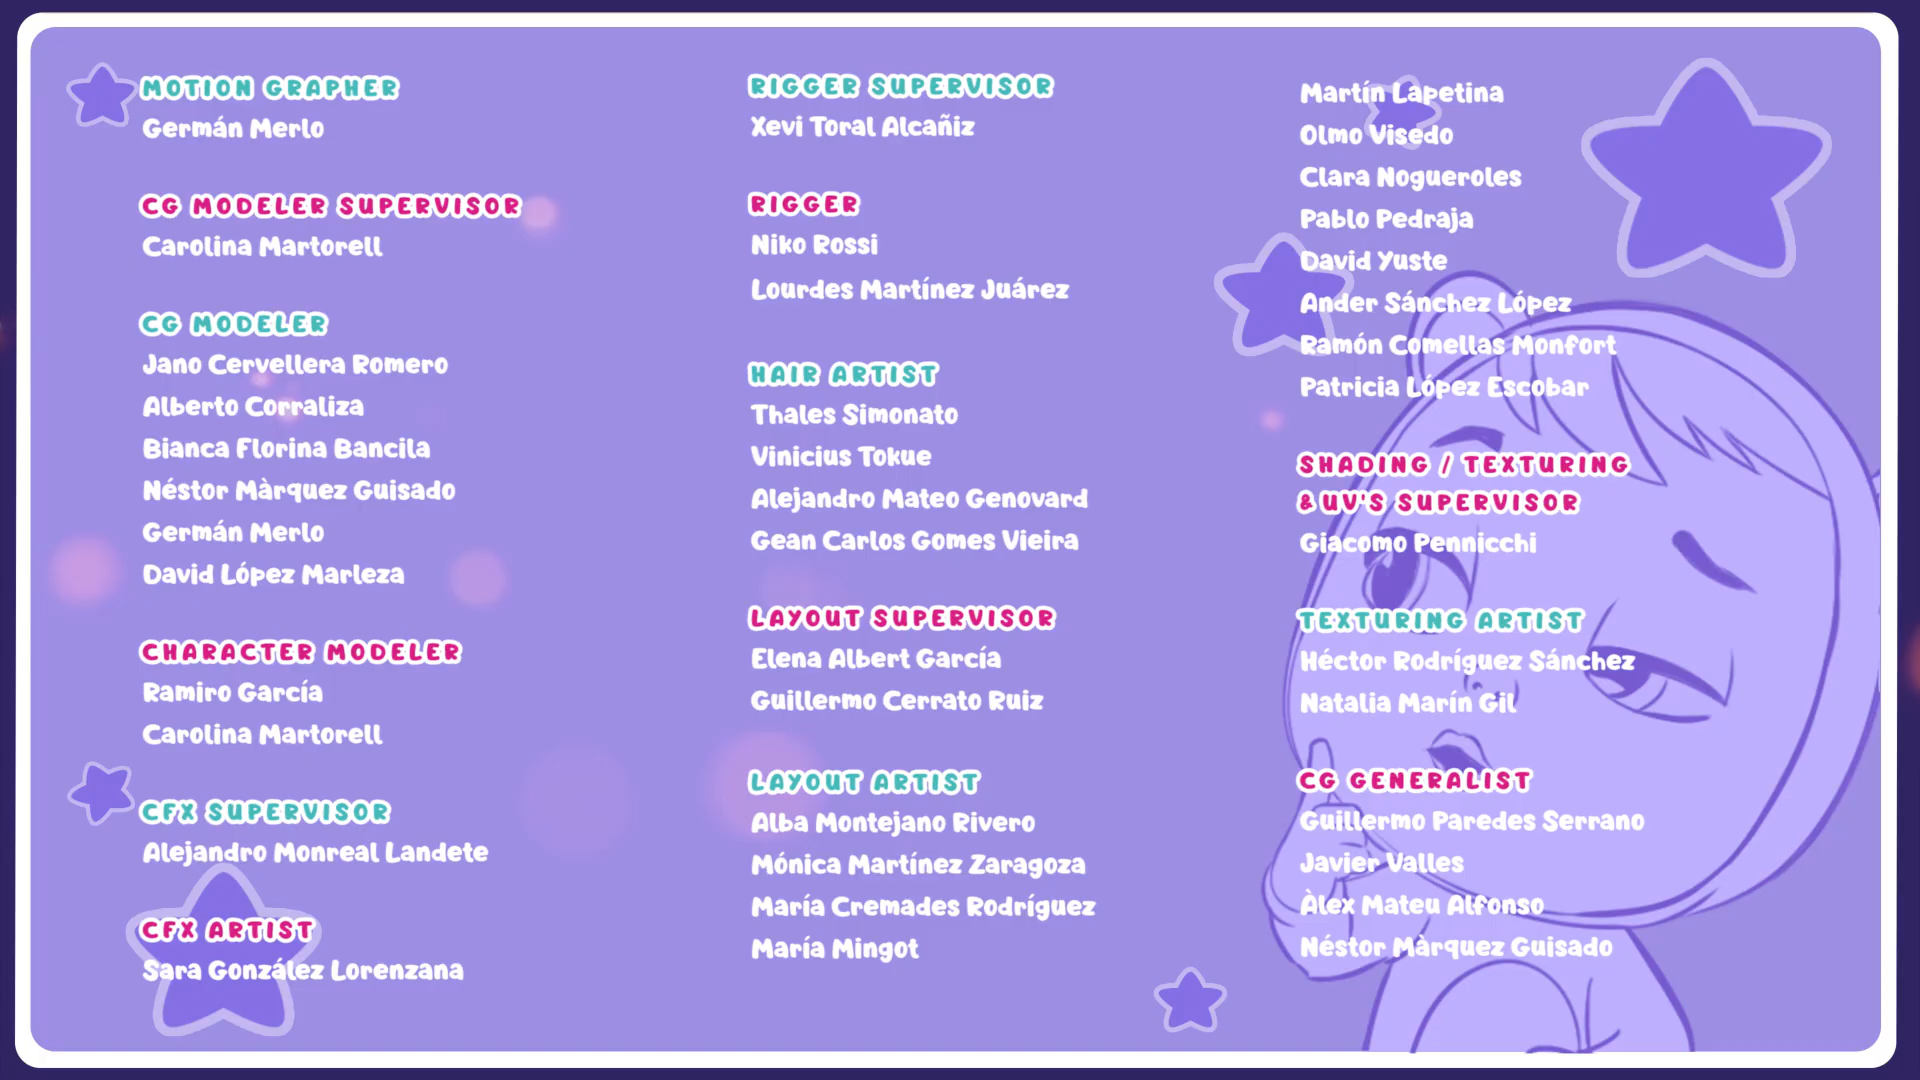 MOTION GRAPHER
Germán Merlo
CG MODELER SUPERVISOR
Carolina Martorell
CG MODELER
Jano Cervellera Romero
Alberto Corraliza
Bianca Florina Bancila
Néstor Màrquez Guisado
Germán Merlo
David López Marleza
CHARACTER MODELER
Ramiro García
Carolina Martorell
CFX SUPERVISOR
Alejandro Monreal Landete
CFX ARTIST
Sara González Lorenzana
RIGGER SUPERVISOR
Xevi Toral Alcañiz
RIGGER
Niko Rossi
Lourdes Martínez Juárez
HAIR ARTIST
Thales Simonato
Vinicius Tokue
Alejandro Mateo Genovard
Gean Carlos Gomes Vieira
LAYOUT SUPERVISOR
Elena Albert García
Guillermo Cerrato Ruiz
LAYOUT ARTIST
Alba Montejano Rivero
Mónica Martínez Zaragoza
María Cremades Rodríguez
María Mingot
Martín Lapetina
Olmo Visedo
Clara Nogueroles
Pablo Pedraja
David Yuste
Ander Sánchez López
Ramón Comellas Monfort
Patricia López Escobar
SHADING / TEXTURING
& UV'S SUPERVISOR
Giacomo Pennicchi
TEXTURING ARTIST
Héctor Rodríguez Sánchez
Natalia Marín Gil
CG GENERALIST
Guillermo Paredes Serrano
Javier Valles
Àlex Mateu Alfonso
Néstor Màrquez Guisado